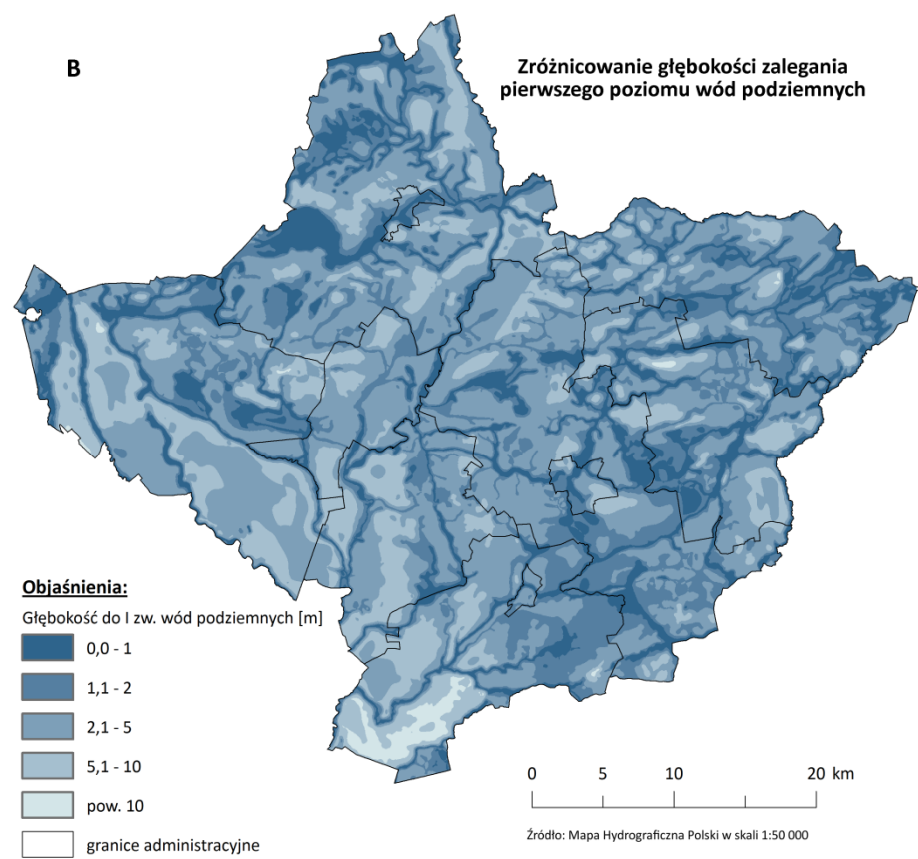 B
Zróżnicowanie głębokości zalegania
pierwszego poziomu wód podziemnych
Objaśnienia:
Głębokość do I zw. wód podziemnych [m]
0,0 - 1
1,1 - 2
2,1 - 5
5,1 - 10
pow. 10
granice administracyjne
0 5 10 20 km
Źródło: Mapa Hydrograficzna Polski w skali 1:50 000